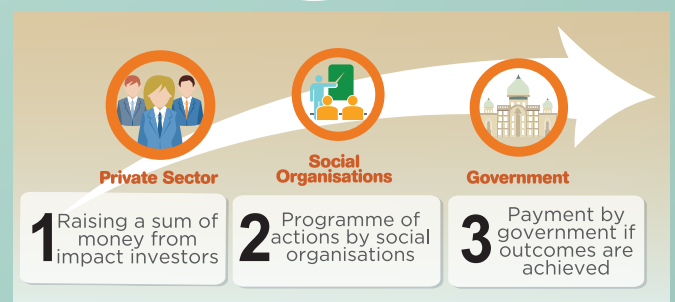 Private Sector
Social
Organisations
Government
1
Raising a sum of
money from
impact investors
2
Programme of
actions by social
organisations
3
Payment by
government if
outcomes are
achieved